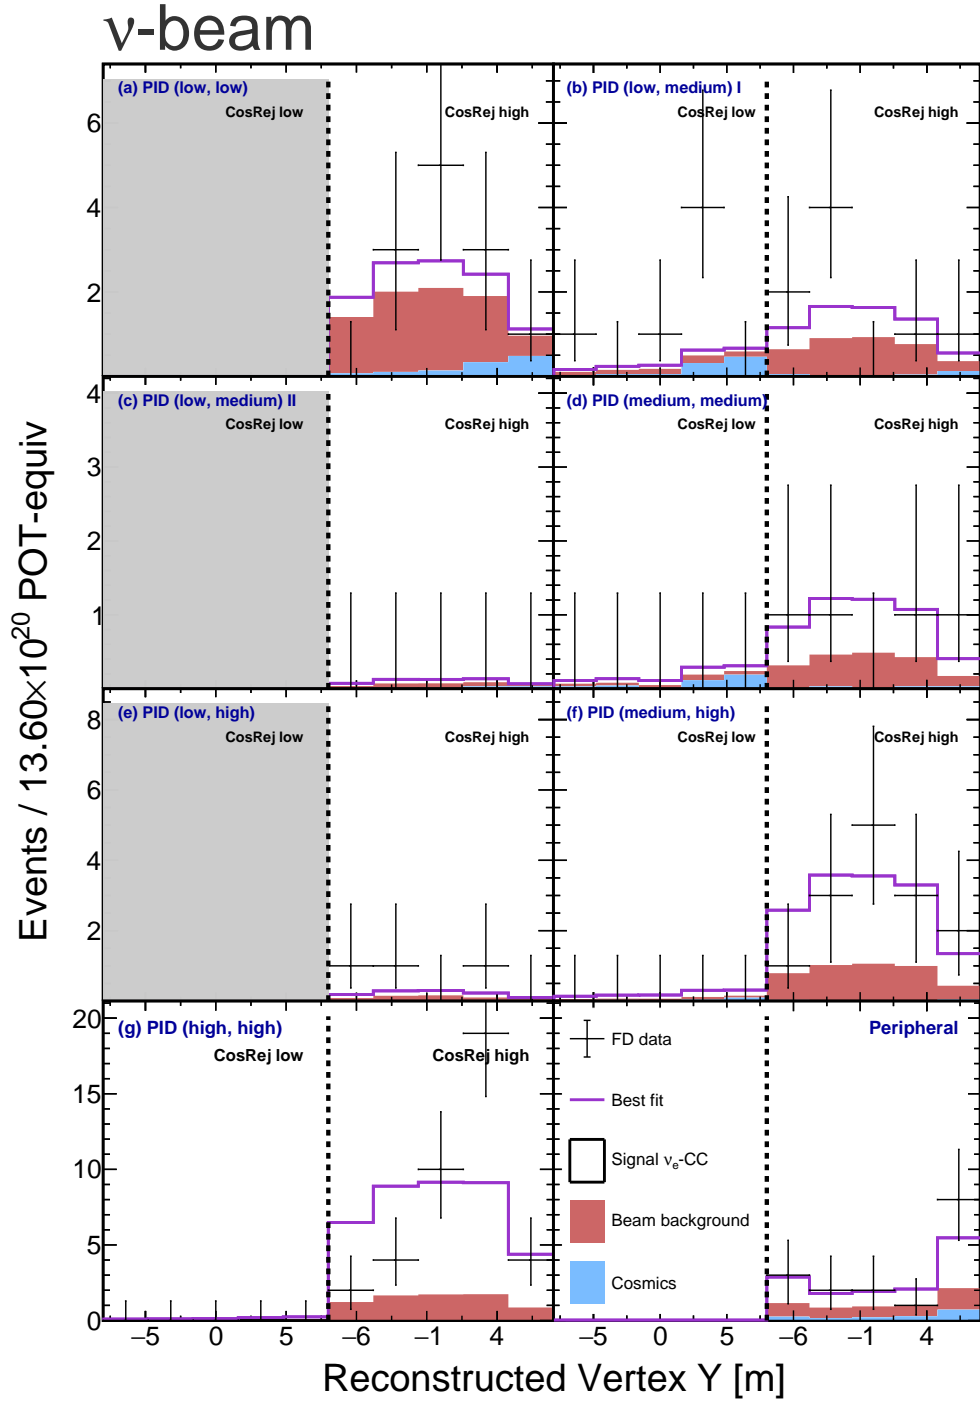 ν-beam
(a) PID (low, low)
CosRej low
CosRej high
6
4
2
(b) PID (low, medium) I
CosRej low
CosRej high
(c) PID (low, medium) II
CosRej low
CosRej high
4
3
2
1
(d) PID (medium, medium)
CosRej low
CosRej high
(e) PID (low, high)
CosRej low
CosRej high
8
6
4
2
(f) PID (medium, high)
CosRej low
CosRej high
(g) PID (high, high)
CosRej low
CosRej high
20
15
10
5
0
FD data
Best fit
Signal νe-CC
Beam background
Cosmics
Peripheral
−5 0 5 −6 −1 4 −5 0 5 −6 −1 4
Reconstructed Vertex Y [m]
Events / 13.60×10²⁰ POT-equiv